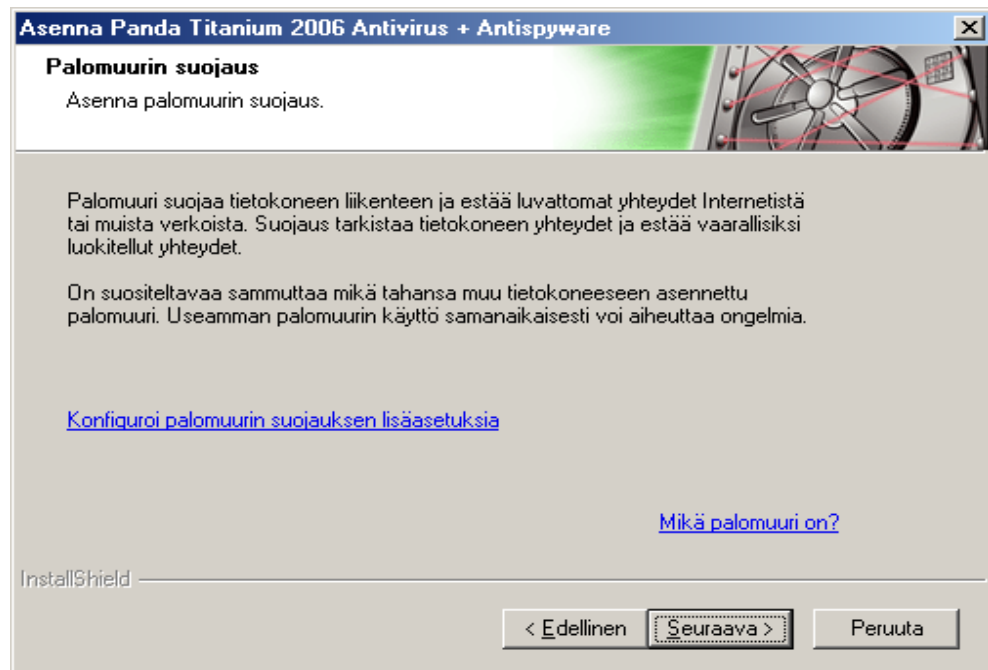 Asenna Panda Titanium 2006 Antivirus + Antispyware
Palomuurin suojaus
Asenna palomuurin suojaus.
Palomuuri suojaa tietokoneen liikenteen ja estää luvattomat yhteydet Internetistä
tai muista verkoista. Suojaus tarkistaa tietokoneen yhteydet ja estää vaarallisiksi
luokitellut yhteydet.
On suositeltavaa sammuttaa mikä tahansa muu tietokoneeseen asennettu
palomuuri. Useamman palomuurin käyttö samanaikaisesti voi aiheuttaa ongelmia.
Konfiguroi palomuurin suojauksen lisäasetuksia
Mikä palomuuri on?
InstallShield
< Edellinen Seuraava > Peruuta